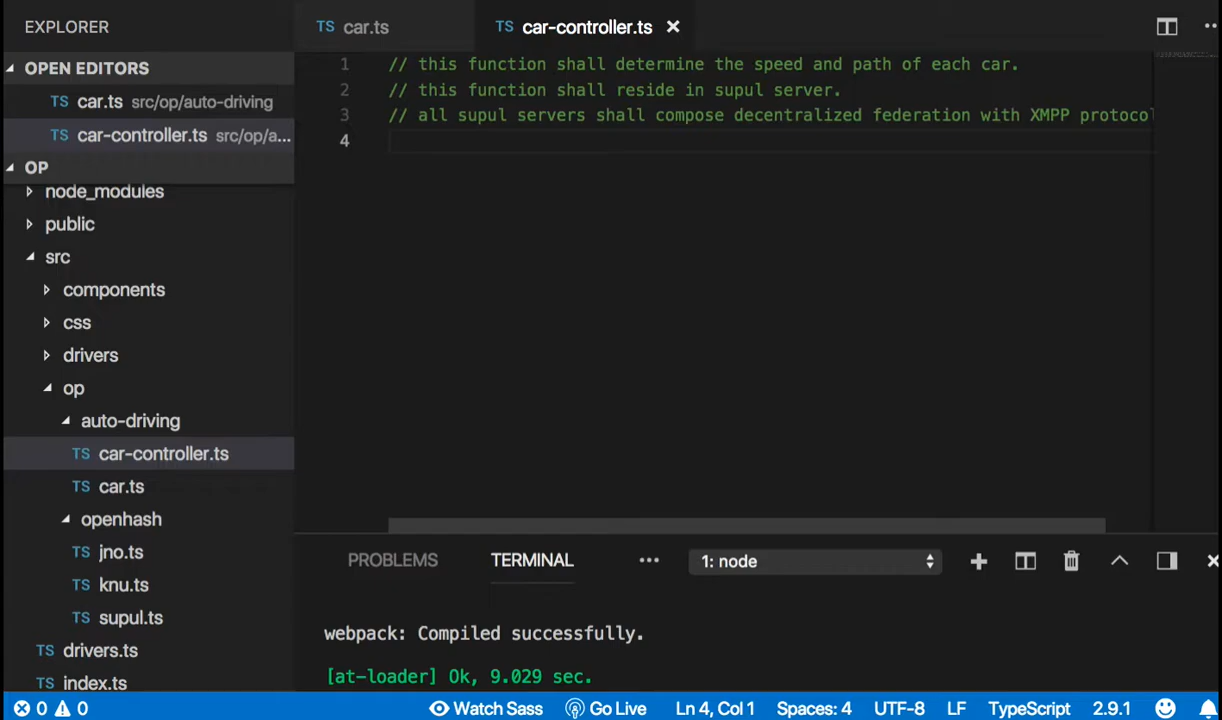 EXPLORER
OPEN EDITORS
TS car.ts src/op/auto-driving
TS car-controller.ts src/op/a...
OP
node_modules
public
src
components
css
drivers
op
auto-driving
TS car-controller.ts
TS car.ts
openhash
TS jno.ts
TS knu.ts
TS supul.ts
TS drivers.ts
TS index.ts
TS car.ts TS car-controller.ts
1 // this function shall determine the speed and path of each car.
2 // this function shall reside in supul server.
3 // all supul servers shall compose decentralized federation with XMPP protocol
4
PROBLEMS TERMINAL ... 1: node
webpack: Compiled successfully.
[at-loader] Ok, 9.029 sec.
0 0 Watch Sass Go Live Ln 4, Col 1 Spaces: 4 UTF-8 LF TypeScript 2.9.1